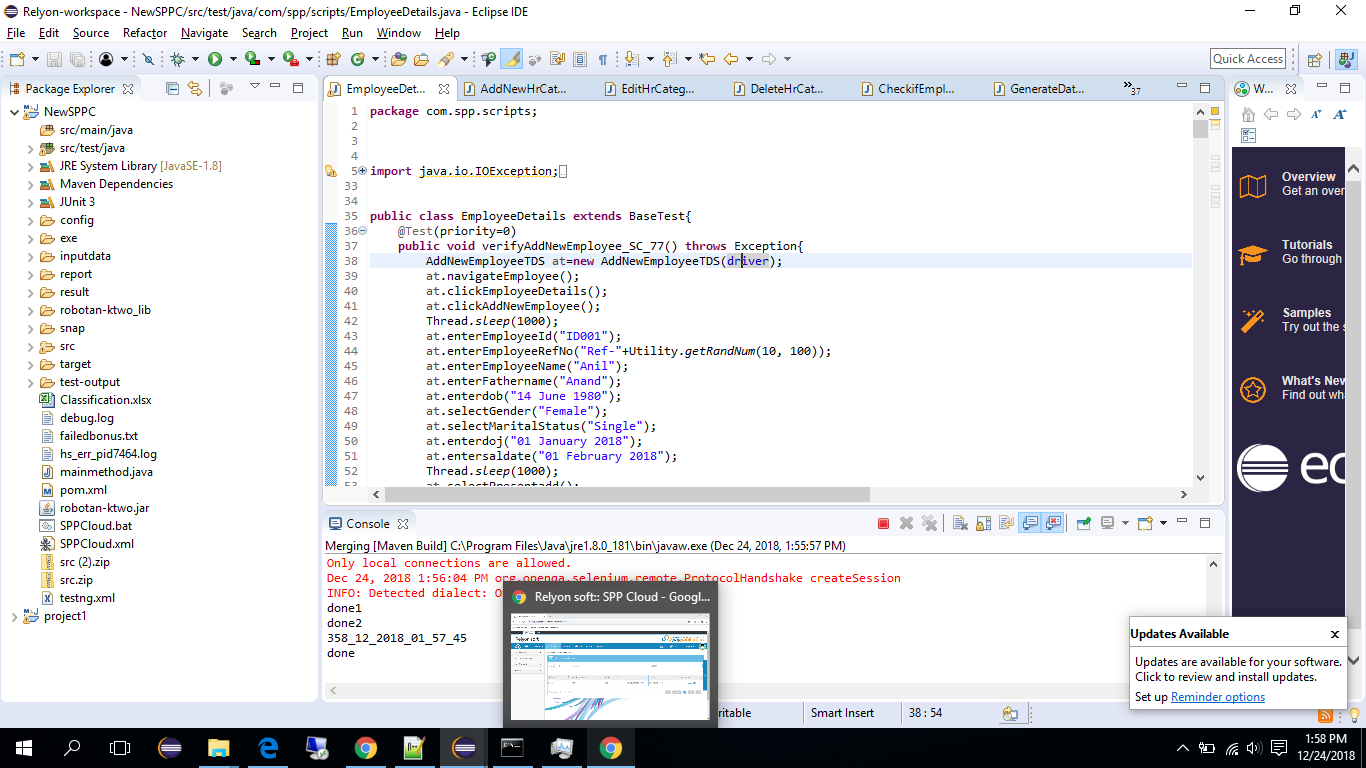 Relyon-workspace - NewSPPC/src/test/java/com/spp/scripts/EmployeeDetails.java - Eclipse IDE
File Edit Source Refactor Navigate Search Project Run Window Help
Quick Access
Package Explorer
NewSPPC
src/main/java
src/test/java
JRE System Library [JavaSE-1.8]
Maven Dependencies
JUnit 3
config
exe
inputdata
report
result
robotan-ktwo_lib
snap
src
target
test-output
Classification.xlsx
debug.log
failedbonus.txt
hs_err_pid7464.log
mainmethod.java
pom.xml
robotan-ktwo.jar
SPPCloud.bat
SPPCloud.xml
src (2).zip
src.zip
testng.xml
project1
EmployeeDet... AddNewHrCat... EditHrCateg... DeleteHrCat... CheckifEmpl... GenerateDat... »37
1 package com.spp.scripts;
2
3
4
5 import java.io.IOException;
33
34
35 public class EmployeeDetails extends BaseTest{
36 @Test(priority=0)
37 public void verifyAddNewEmployee_SC_77() throws Exception{
38 AddNewEmployeeTDS at=new AddNewEmployeeTDS(driver);
39 at.navigateEmployee();
40 at.clickEmployeeDetails();
41 at.clickAddNewEmployee();
42 Thread.sleep(1000);
43 at.enterEmployeeId("ID001");
44 at.enterEmployeeRefNo("Ref-"+Utility.getRandNum(10, 100));
45 at.enterEmployeeName("Anil");
46 at.enterFathername("Anand");
47 at.enterdob("14 June 1980");
48 at.selectGender("Female");
49 at.selectMaritalStatus("Single");
50 at.enterdoj("01 January 2018");
51 at.entersaldate("01 February 2018");
52 Thread.sleep(1000);
53 at.selectPresentadd();
W...
Overview
Get an over
Tutorials
Go through
Samples
Try out the s
What's New
Find out wha
ec
Console
Merging [Maven Build] C:\Program Files\Java\jre1.8.0_181\bin\javaw.exe (Dec 24, 2018, 1:55:57 PM)
Only local connections are allowed.
Dec 24, 2018 1:56:04 PM org.openqa.selenium.remote.ProtocolHandshake createSession
INFO: Detected dialect: O
done1
done2
358_12_2018_01_57_45
done
Relyon soft:: SPP Cloud - Googl...
Relyon soft
Updates Available
Updates are available for your software.
Click to review and install updates.
Set up Reminder options
ritable Smart Insert 38 : 54
1:58 PM
12/24/2018